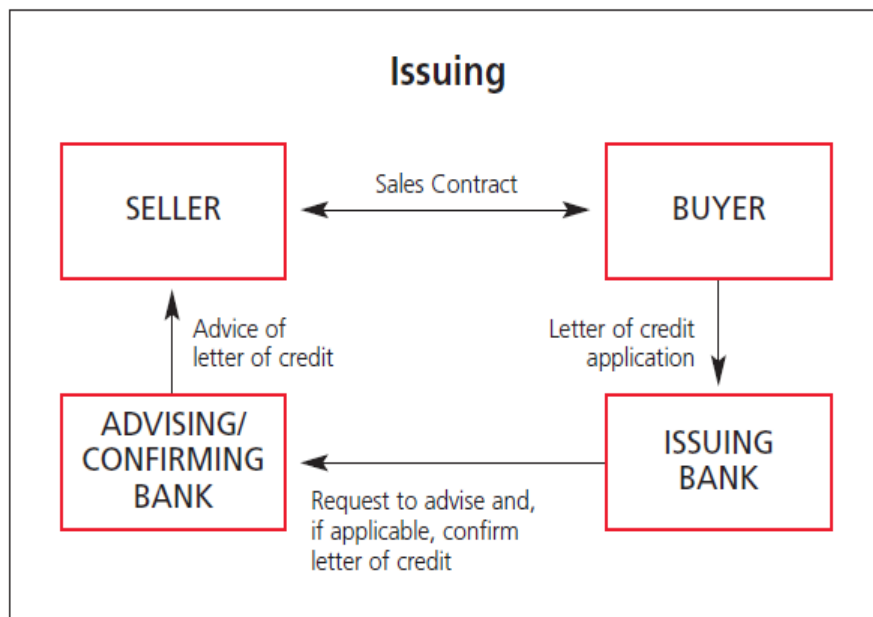 Issuing
SELLER
Sales Contract
BUYER
Advice of
letter of credit
Letter of credit
application
ADVISING/
CONFIRMING
BANK
Request to advise and,
if applicable, confirm
letter of credit
ISSUING
BANK